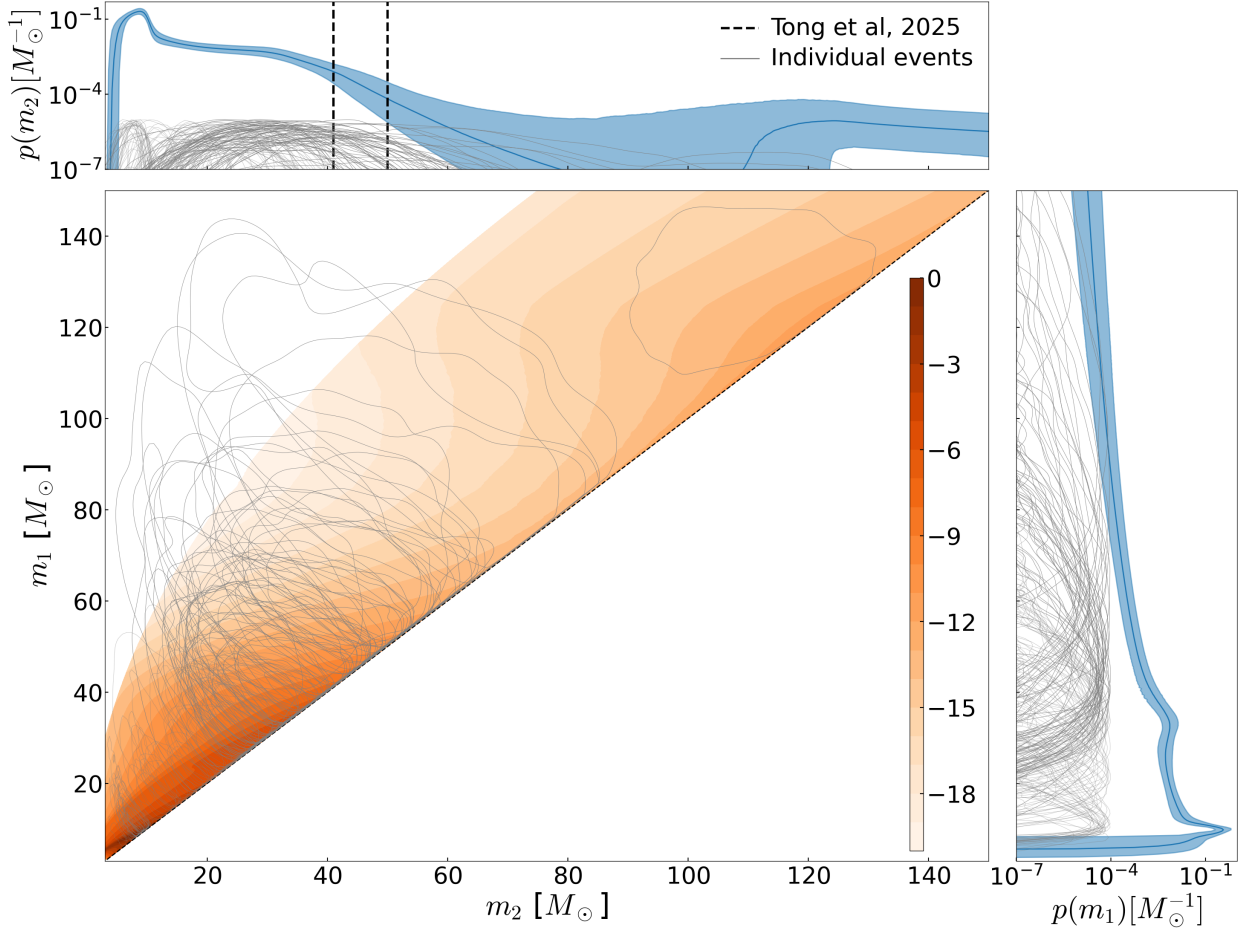 p(m₂)[M⊙⁻¹]
10⁻¹
10⁻⁴
10⁻⁷
Tong et al, 2025
Individual events
m₁ [M⊙]
140
120
100
80
60
40
20
0
−3
−6
−9
−12
−15
−18
20 40 60 80 100 120 140
m₂ [M⊙]
10⁻⁷ 10⁻⁴ 10⁻¹
p(m₁)[M⊙⁻¹]